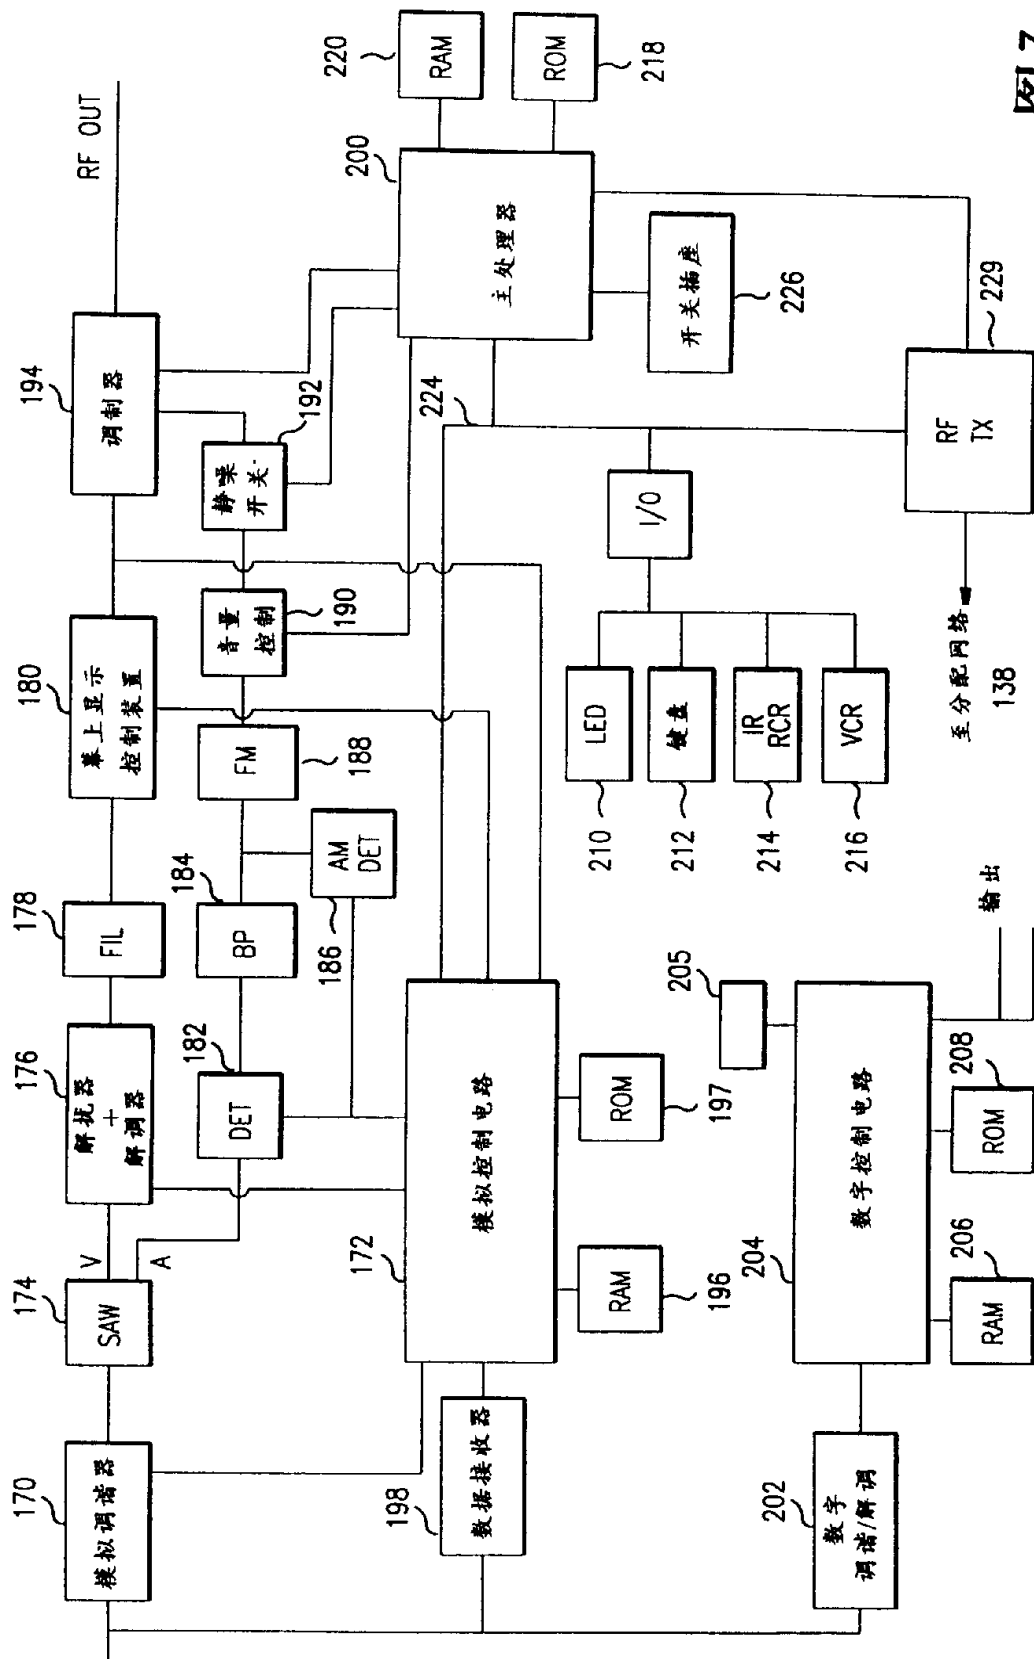 170
模拟调谐器
174
SAW
V
A
176
解扰器
+
解调器
178
FIL
180
幕上显示
控制装置
194
调制器
RF OUT
182
DET
184
BP
186
AM
DET
188
FM
190
音量
控制
192
静噪
开关
198
数据接收器
172
模拟控制电路
196
RAM
197
ROM
200
主处理器
220
RAM
218
ROM
224
226
开关插座
I/O
210
LED
212
键盘
214
IR
RCR
216
VCR
229
RF
TX
至分配网络
138
202
数字
调谐/解调
204
数字控制电路
205
206
RAM
208
ROM
输出
图7